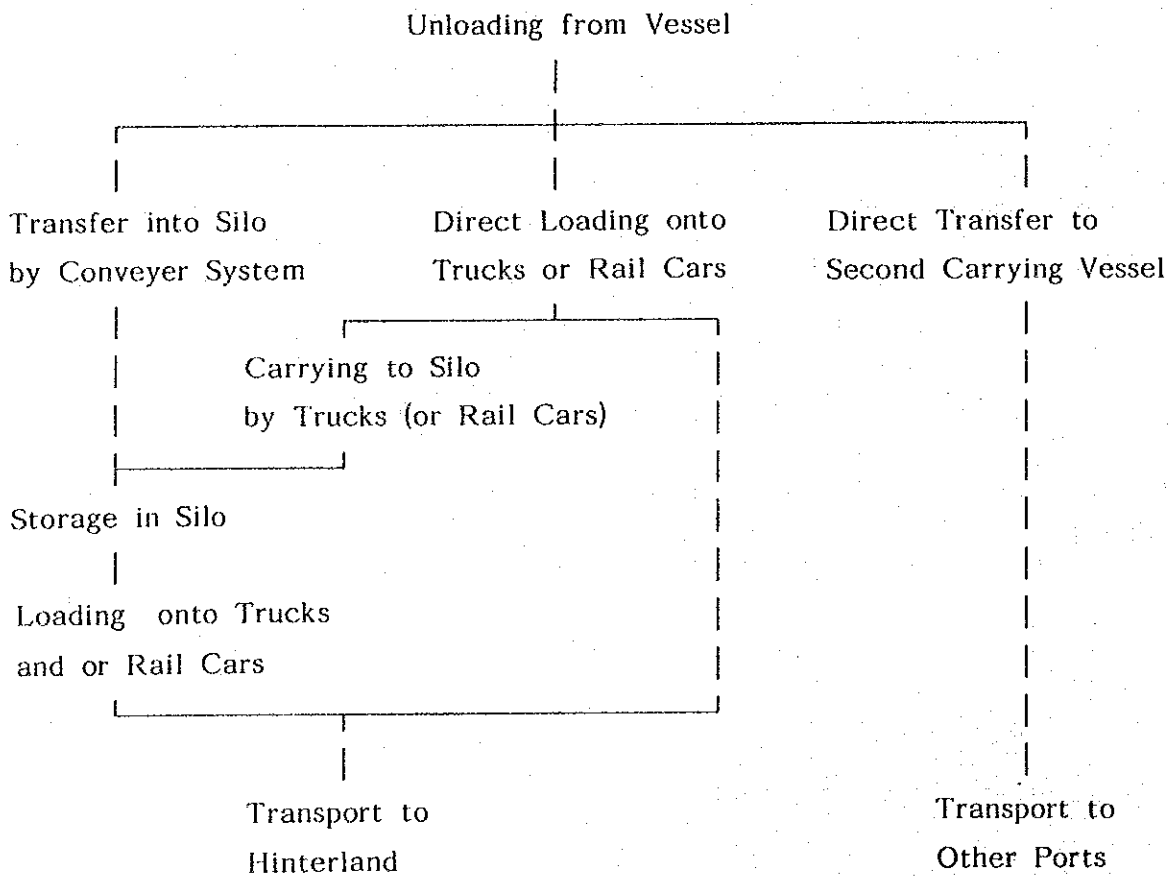 Unloading from Vessel
Transfer into Silo
by Conveyer System
Direct Loading onto
Trucks or Rail Cars
Direct Transfer to
Second Carrying Vessel
Carrying to Silo
by Trucks (or Rail Cars)
Storage in Silo
Loading onto Trucks
and or Rail Cars
Transport to
Hinterland
Transport to
Other Ports